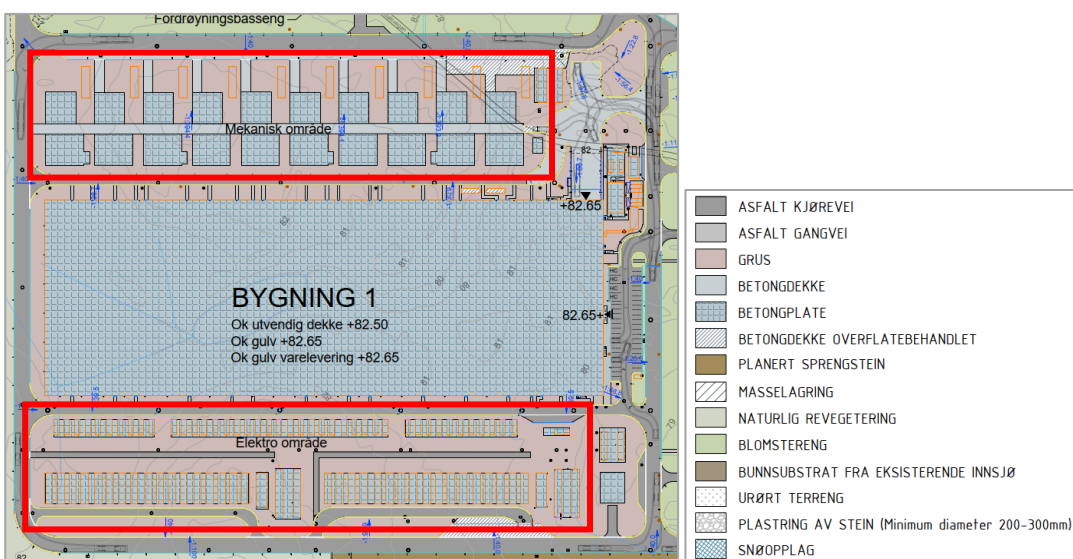 Fordrøyningsbasseng
Mekanisk område
82
+82.65
BYGNING 1
Ok utvendig dekke +82.50
Ok gulv +82.65
Ok gulv varelevering +82.65
82.65+
Elektro område
ASFALT KJØREVEI
ASFALT GANGVEI
GRUS
BETONGDEKKE
BETONGPLATE
BETONGDEKKE OVERFLATEBEHANDLET
PLANERT SPRENGSTEIN
MASSELAGRING
NATURLIG REVEGETERING
BLOMSTERENG
BUNNSUBSTRAT FRA EKSISTERENDE INNSJØ
URØRT TERRENG
PLASTRING AV STEIN (Minimum diameter 200-300mm)
SNØOPPLAG